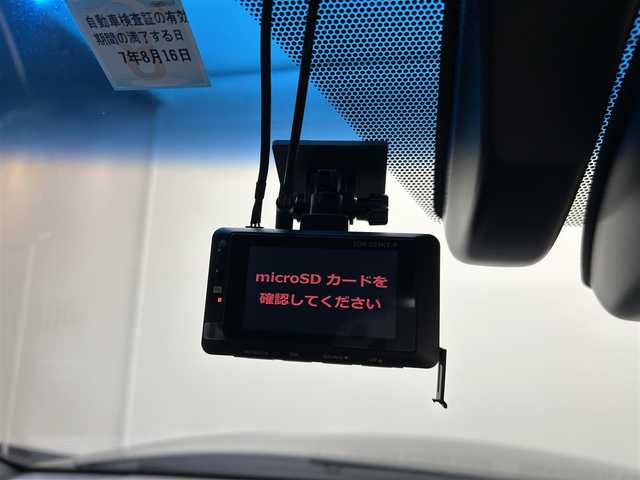 自動車検査証の有効
期間の満了する日
7年8月16日
microSD カードを
確認してください